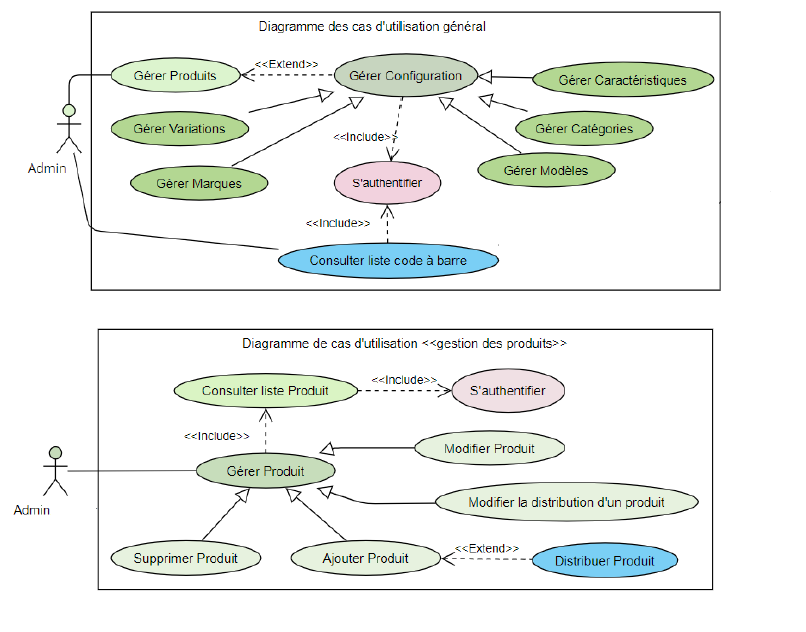 Diagramme des cas d'utilisation général
<<Extend>>
Gérer Produits
Gérer Configuration
Gérer Caractéristiques
Gérer Variations
<<Include>>
Gérer Catégories
Admin
Gérer Marques
S'authentifier
Gérer Modèles
<<Include>>
Consulter liste code à barre
Diagramme de cas d'utilisation <<gestion des produits>>
<<Include>>
Consulter liste Produit
S'authentifier
<<Include>>
Modifier Produit
Gérer Produit
Admin
Modifier la distribution d'un produit
<<Extend>>
Supprimer Produit
Ajouter Produit
Distribuer Produit